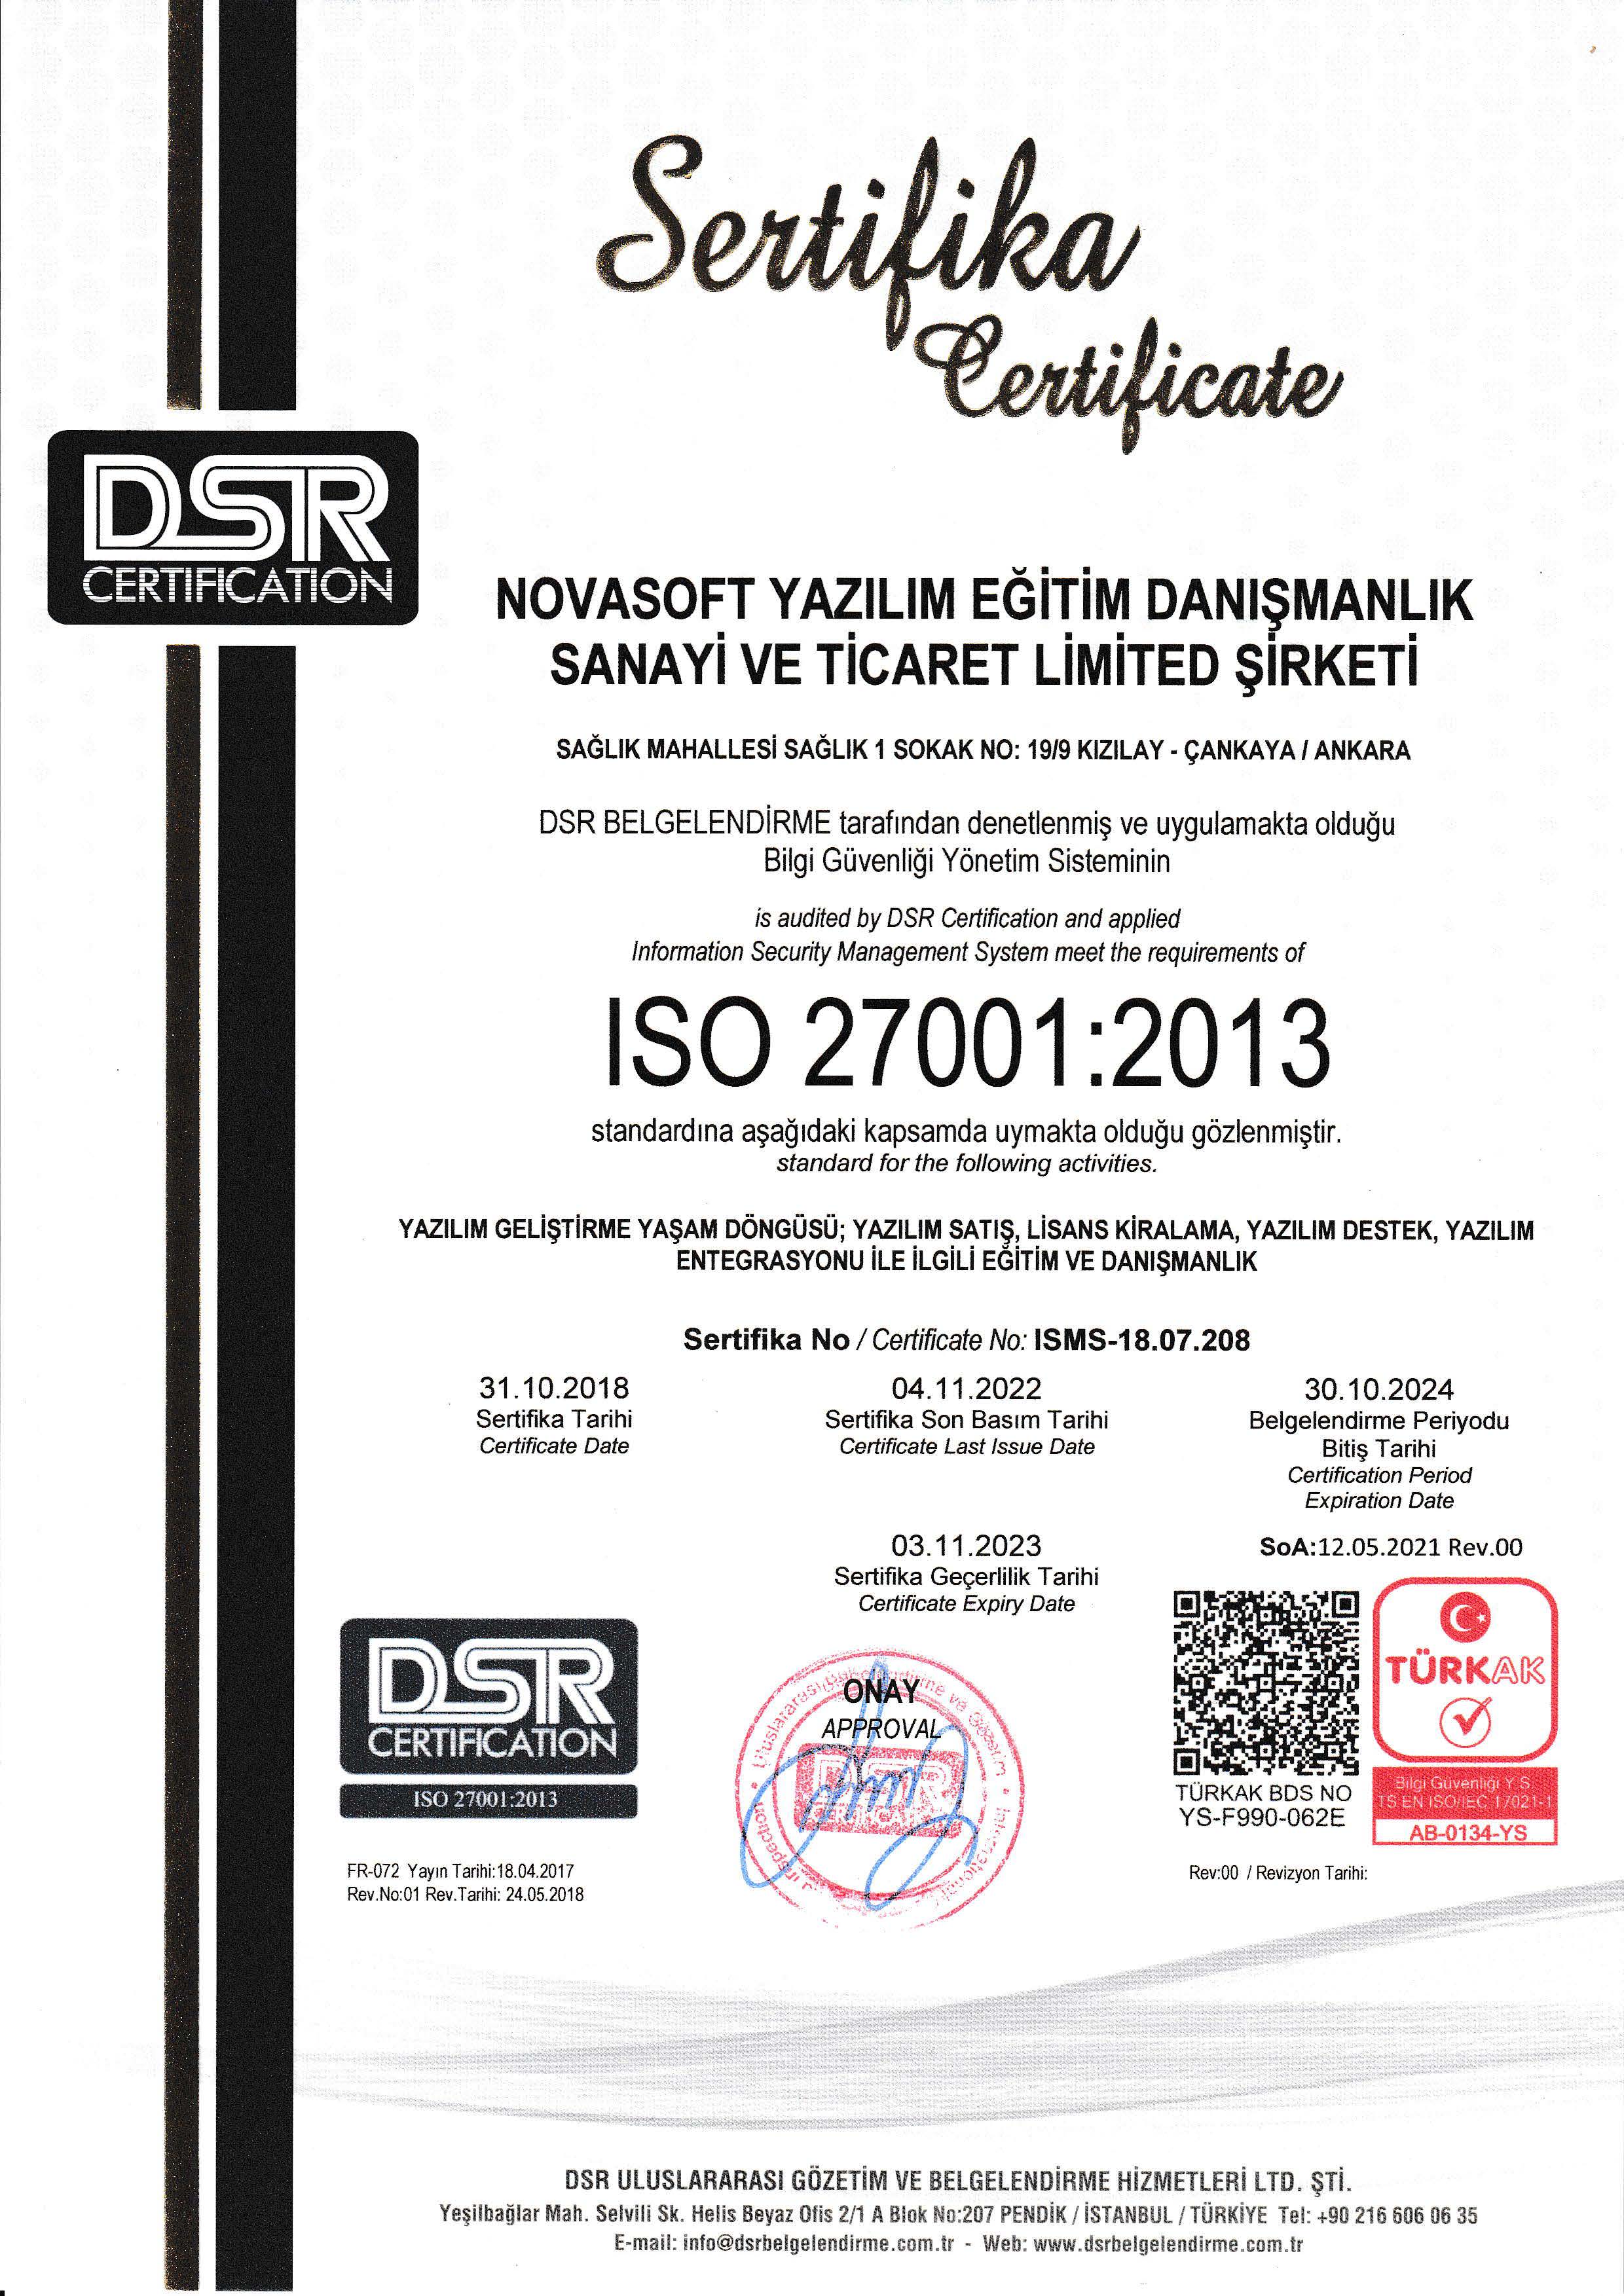 Sertifika
Certificate
DSR
CERTIFICATION
NOVASOFT YAZILIM EĞİTİM DANIŞMANLIK
SANAYİ VE TİCARET LİMİTED ŞİRKETİ
SAĞLIK MAHALLESİ SAĞLIK 1 SOKAK NO: 19/9 KIZILAY - ÇANKAYA / ANKARA
DSR BELGELENDİRME tarafından denetlenmiş ve uygulamakta olduğu
Bilgi Güvenliği Yönetim Sisteminin
is audited by DSR Certification and applied
Information Security Management System meet the requirements of
ISO 27001:2013
standardına aşağıdaki kapsamda uymakta olduğu gözlenmiştir.
standard for the following activities.
YAZILIM GELİŞTİRME YAŞAM DÖNGÜSÜ; YAZILIM SATIŞ, LİSANS KİRALAMA, YAZILIM DESTEK, YAZILIM
ENTEGRASYONU İLE İLGİLİ EĞİTİM VE DANIŞMANLIK
Sertifika No / Certificate No: ISMS-18.07.208
31.10.2018
Sertifika Tarihi
Certificate Date
04.11.2022
Sertifika Son Basım Tarihi
Certificate Last Issue Date
30.10.2024
Belgelendirme Periyodu
Bitiş Tarihi
Certification Period
Expiration Date
03.11.2023
Sertifika Geçerlilik Tarihi
Certificate Expiry Date
SoA:12.05.2021 Rev.00
DSR
CERTIFICATION
ISO 27001:2013
ONAY
APPROVAL
Uluslararası Belgelendirme ve Gözetim
DSR
International
Inspection
TÜRKAK BDS NO
YS-F990-062E
TÜRKAK
Bilgi Güvenliği Y.S.
TS EN ISO/IEC 17021-1
AB-0134-YS
FR-072 Yayın Tarihi:18.04.2017
Rev.No:01 Rev.Tarihi: 24.05.2018
Rev:00 / Revizyon Tarihi:
DSR ULUSLARARASI GÖZETİM VE BELGELENDİRME HİZMETLERİ LTD. ŞTİ.
Yeşilbağlar Mah. Selvili Sk. Helis Beyaz Ofis 2/1 A Blok No:207 PENDİK / İSTANBUL / TÜRKİYE Tel: +90 216 606 06 35
E-mail: info@dsrbelgelendirme.com.tr - Web: www.dsrbelgelendirme.com.tr